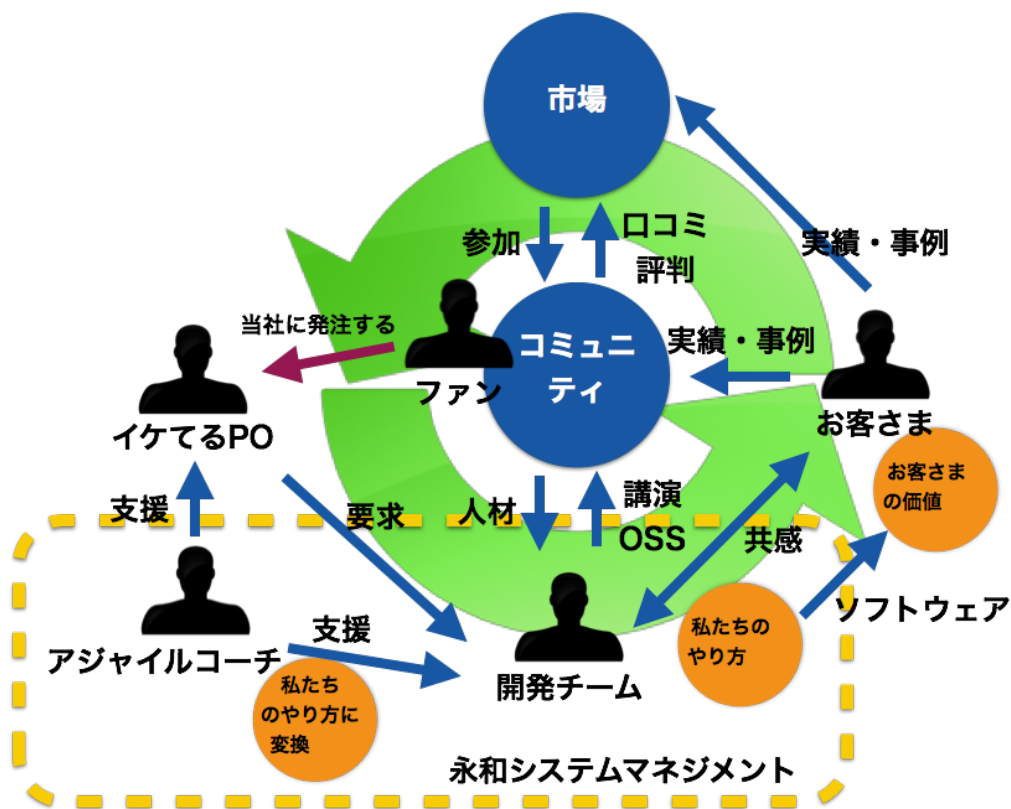 市場
参加
口コミ
評判
実績・事例
当社に発注する
コミュニ
ティ
実績・事例
ファン
お客さま
イケてるPO
お客さま
の価値
支援
要求
人材
講演
OSS
共感
ソフトウェア
アジャイルコーチ
支援
開発チーム
私たちの
やり方
私たち
のやり方に
変換
永和システムマネジメント